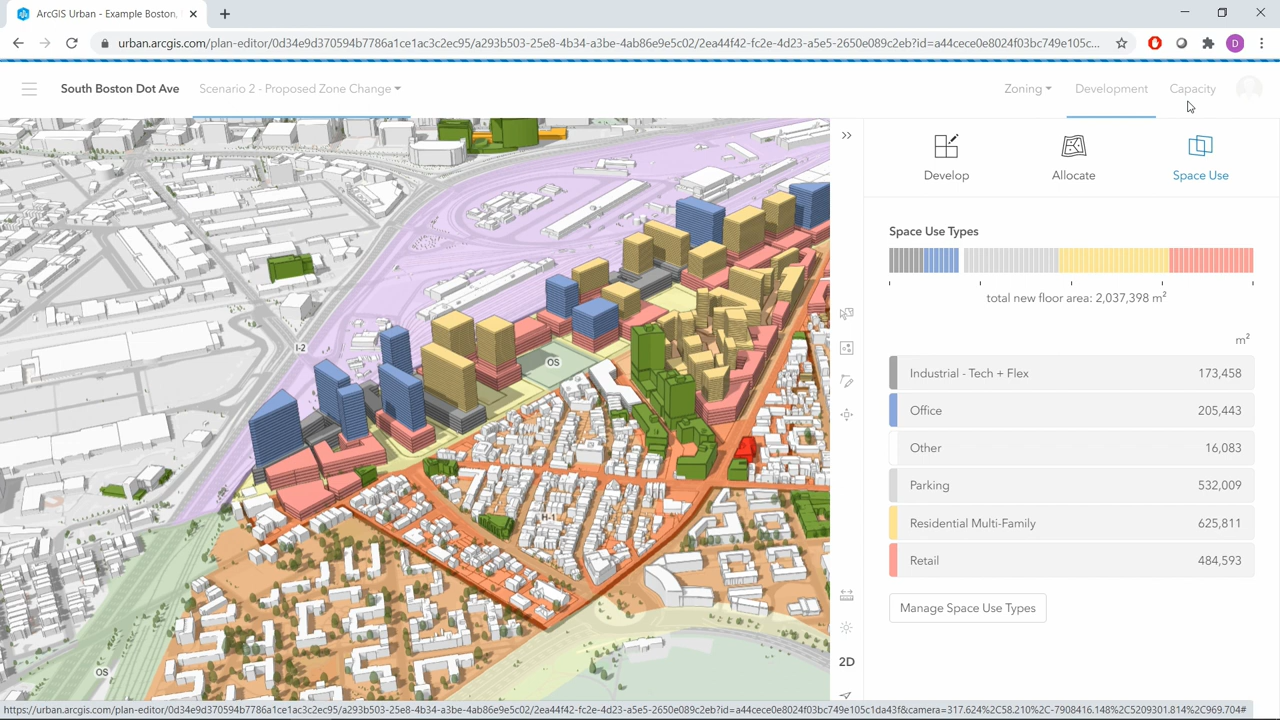 ArcGIS Urban - Example Boston,
urban.arcgis.com/plan-editor/0d34e9d370594b7786a1ce1ac3c2ec95/a293b503-25e8-4b34-a3be-4ab86e9e5c02/2ea44f42-fc2e-4d23-a5e5-2650e089c2eb?id=a44cece0e8024f03bc749e105c...
D
South Boston Dot Ave
Scenario 2 - Proposed Zone Change
Zoning
Development
Capacity
Develop
Allocate
Space Use
Space Use Types
total new floor area: 2,037,398 m²
m²
Industrial - Tech + Flex 173,458
Office 205,443
Other 16,083
Parking 532,009
Residential Multi-Family 625,811
Retail 484,593
Manage Space Use Types
I-2
OS
OS
2D
https://urban.arcgis.com/plan-editor/0d34e9d370594b7786a1ce1ac3c2ec95/a293b503-25e8-4b34-a3be-4ab86e9e5c02/2ea44f42-fc2e-4d23-a5e5-2650e089c2eb?id=a44cece0e8024f03bc749e105c1da43f&camera=317.624%2C58.210%2C-7908416.148%2C5209301.814%2C969.704#